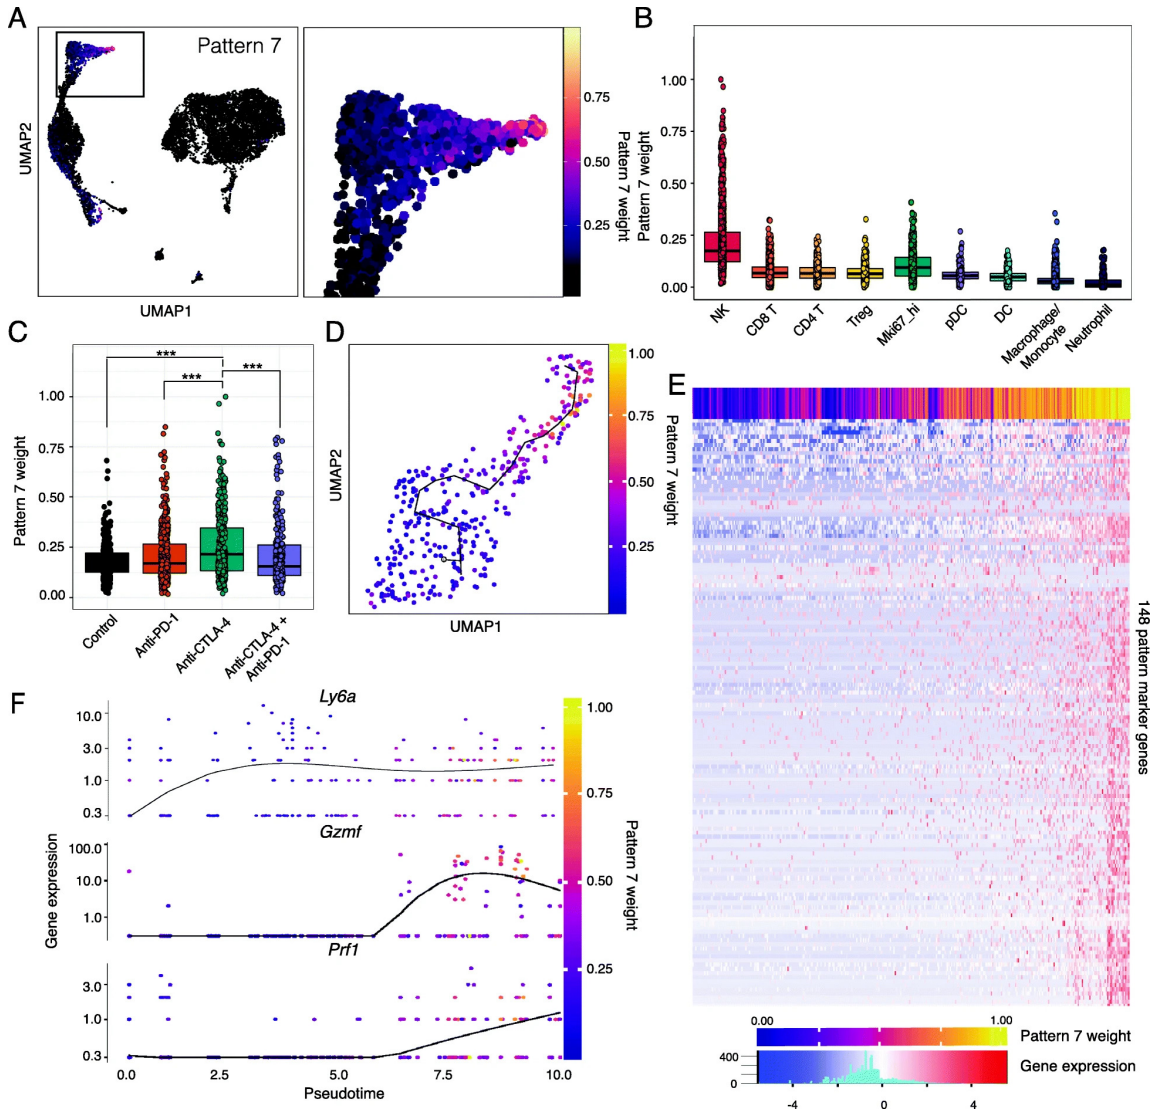 A
Pattern 7
UMAP2
UMAP1
0.75
0.50
0.25
Pattern 7 weight
B
Pattern 7 weight
1.00
0.75
0.50
0.25
0.00
NK
CD8 T
CD4 T
Treg
Mki67_hi
pDC
DC
Macrophage/
Monocyte
Neutrophil
C
***
***
***
Pattern 7 weight
1.00
0.75
0.50
0.25
0.00
Control
Anti-PD-1
Anti-CTLA-4
Anti-CTLA-4 +
Anti-PD-1
D
UMAP2
UMAP1
1.00
0.75
0.50
0.25
Pattern 7 weight
E
148 pattern marker genes
0.00
1.00
Pattern 7 weight
400
0
Gene expression
-4
0
4
F
Gene expression
Ly6a
10.0
3.0
1.0
0.3
Gzmf
100.0
10.0
1.0
Prf1
3.0
1.0
0.3
0.0
2.5
5.0
7.5
10.0
Pseudotime
1.00
0.75
0.50
0.25
Pattern 7 weight